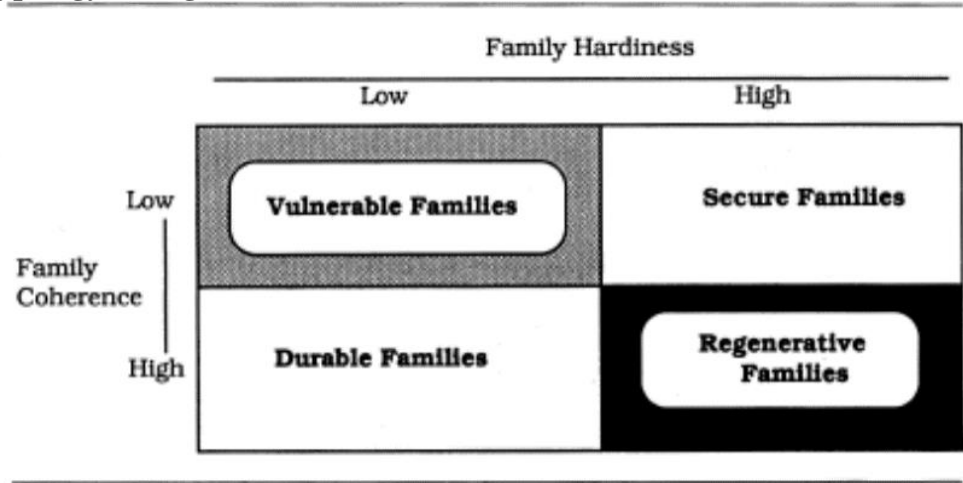 Family Hardiness
Low High
Low
Vulnerable Families
Secure Families
Family
Coherence
High
Durable Families
Regenerative
Families